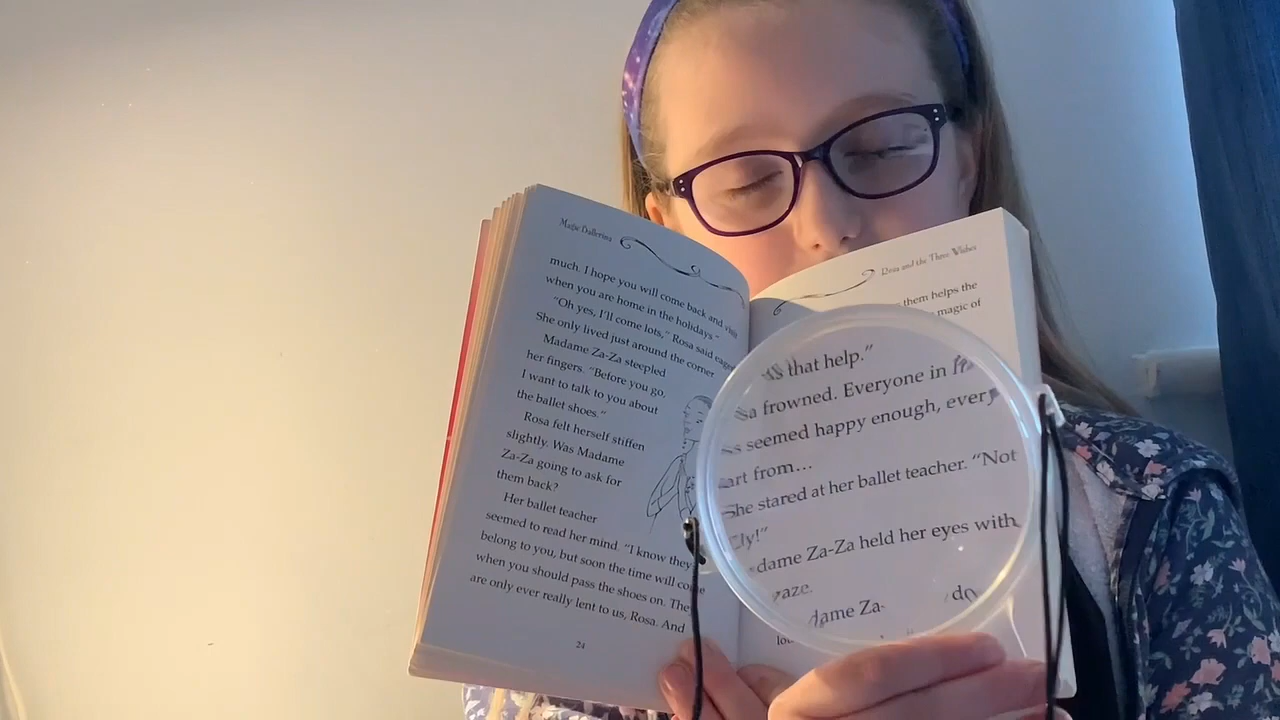 Magic Ballerina
much. I hope you will come back and visit
when you are home in the holidays."
"Oh yes, I'll come lots," Rosa said eagerly
She only lived just around the corner
Madame Za-Za steepled
her fingers. "Before you go,
I want to talk to you about
the ballet shoes."
Rosa felt herself stiffen
slightly. Was Madame
Za-Za going to ask for
them back?
Her ballet teacher
seemed to read her mind. "I know they
belong to you, but soon the time will come
when you should pass the shoes on. The
are only ever really lent to us, Rosa. And
24
Rosa and the Three Wishes
them helps the
magic of
that help."
frowned. Everyone in
seemed happy enough, every
art from...
She stared at her ballet teacher. "Not
dame Za-Za held her eyes with
dame Za-